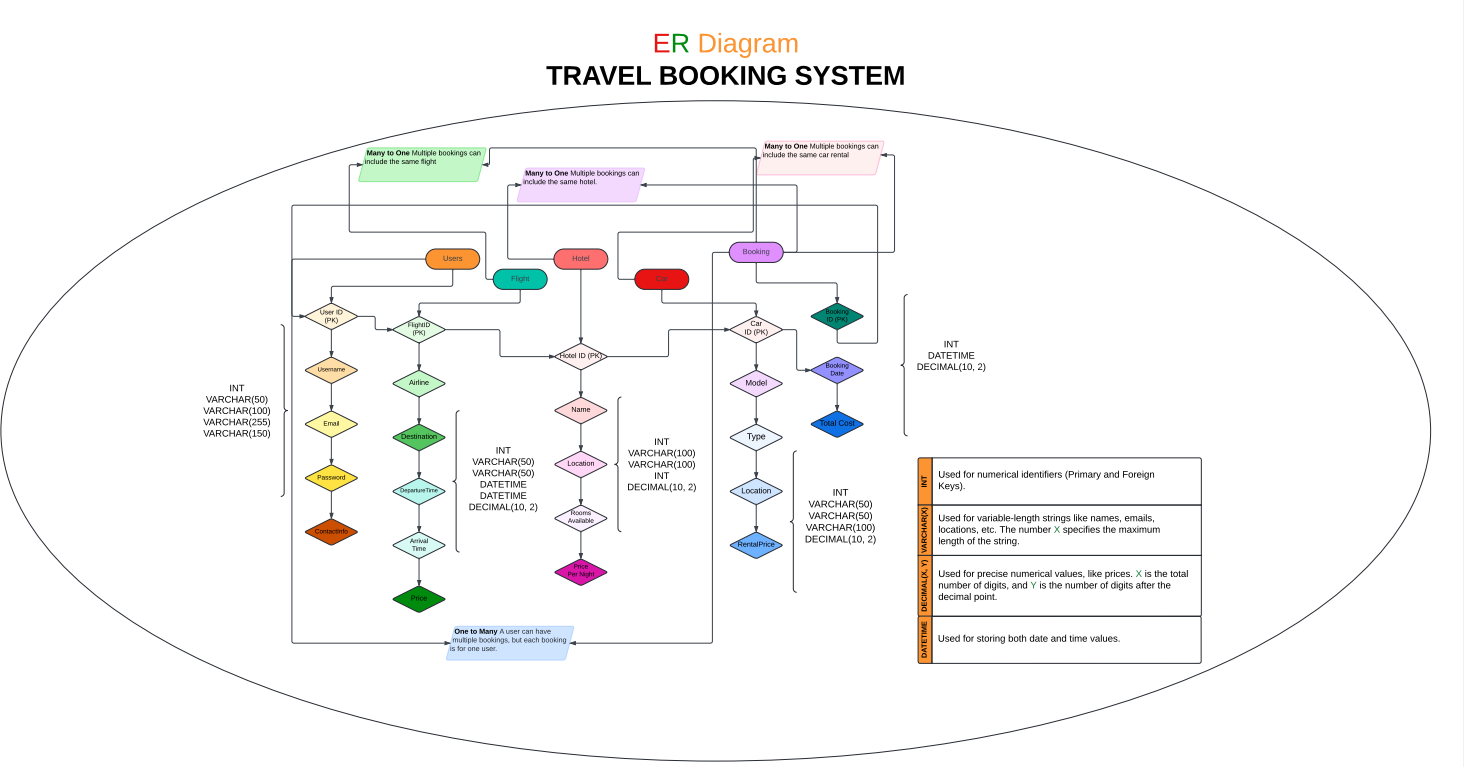 ER Diagram
TRAVEL BOOKING SYSTEM
Many to One Multiple bookings can
include the same flight
Many to One Multiple bookings can
include the same hotel.
Many to One Multiple bookings can
include the same car rental
Users
Flight
Hotel
Car
Booking
User ID
(PK)
Username
Email
Password
ContactInfo
INT
VARCHAR(50)
VARCHAR(100)
VARCHAR(255)
VARCHAR(150)
FlightID
(PK)
Airline
Destination
DepartureTime
Arrival
Time
Price
INT
VARCHAR(50)
VARCHAR(50)
DATETIME
DATETIME
DECIMAL(10, 2)
Hotel ID (PK)
Name
Location
Rooms
Available
Price
Per Night
INT
VARCHAR(100)
VARCHAR(100)
INT
DECIMAL(10, 2)
Car
ID (PK)
Model
Type
Location
RentalPrice
INT
VARCHAR(50)
VARCHAR(50)
VARCHAR(100)
DECIMAL(10, 2)
Booking
ID (PK)
Booking
Date
Total Cost
INT
DATETIME
DECIMAL(10, 2)
One to Many A user can have
multiple bookings, but each booking
is for one user.
INT
Used for numerical identifiers (Primary and Foreign
Keys).
VARCHAR(X)
Used for variable-length strings like names, emails,
locations, etc. The number X specifies the maximum
length of the string.
DECIMAL(X, Y)
Used for precise numerical values, like prices. X is the total
number of digits, and Y is the number of digits after the
decimal point.
DATETIME
Used for storing both date and time values.